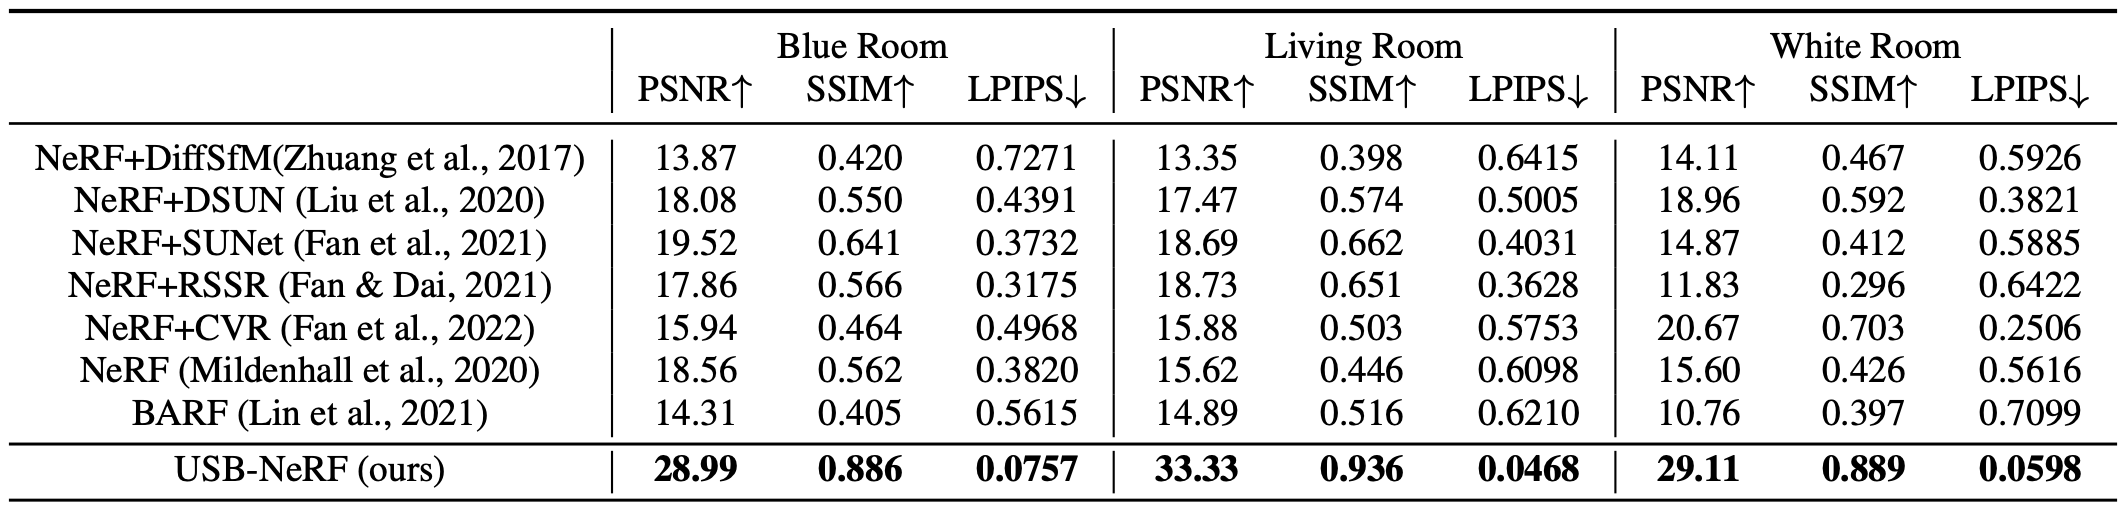 Blue Room Living Room White Room
PSNR↑ SSIM↑ LPIPS↓ PSNR↑ SSIM↑ LPIPS↓ PSNR↑ SSIM↑ LPIPS↓
NeRF+DiffSfM(Zhuang et al., 2017) 13.87 0.420 0.7271 13.35 0.398 0.6415 14.11 0.467 0.5926
NeRF+DSUN (Liu et al., 2020) 18.08 0.550 0.4391 17.47 0.574 0.5005 18.96 0.592 0.3821
NeRF+SUNet (Fan et al., 2021) 19.52 0.641 0.3732 18.69 0.662 0.4031 14.87 0.412 0.5885
NeRF+RSSR (Fan & Dai, 2021) 17.86 0.566 0.3175 18.73 0.651 0.3628 11.83 0.296 0.6422
NeRF+CVR (Fan et al., 2022) 15.94 0.464 0.4968 15.88 0.503 0.5753 20.67 0.703 0.2506
NeRF (Mildenhall et al., 2020) 18.56 0.562 0.3820 15.62 0.446 0.6098 15.60 0.426 0.5616
BARF (Lin et al., 2021) 14.31 0.405 0.5615 14.89 0.516 0.6210 10.76 0.397 0.7099
USB-NeRF (ours) 28.99 0.886 0.0757 33.33 0.936 0.0468 29.11 0.889 0.0598